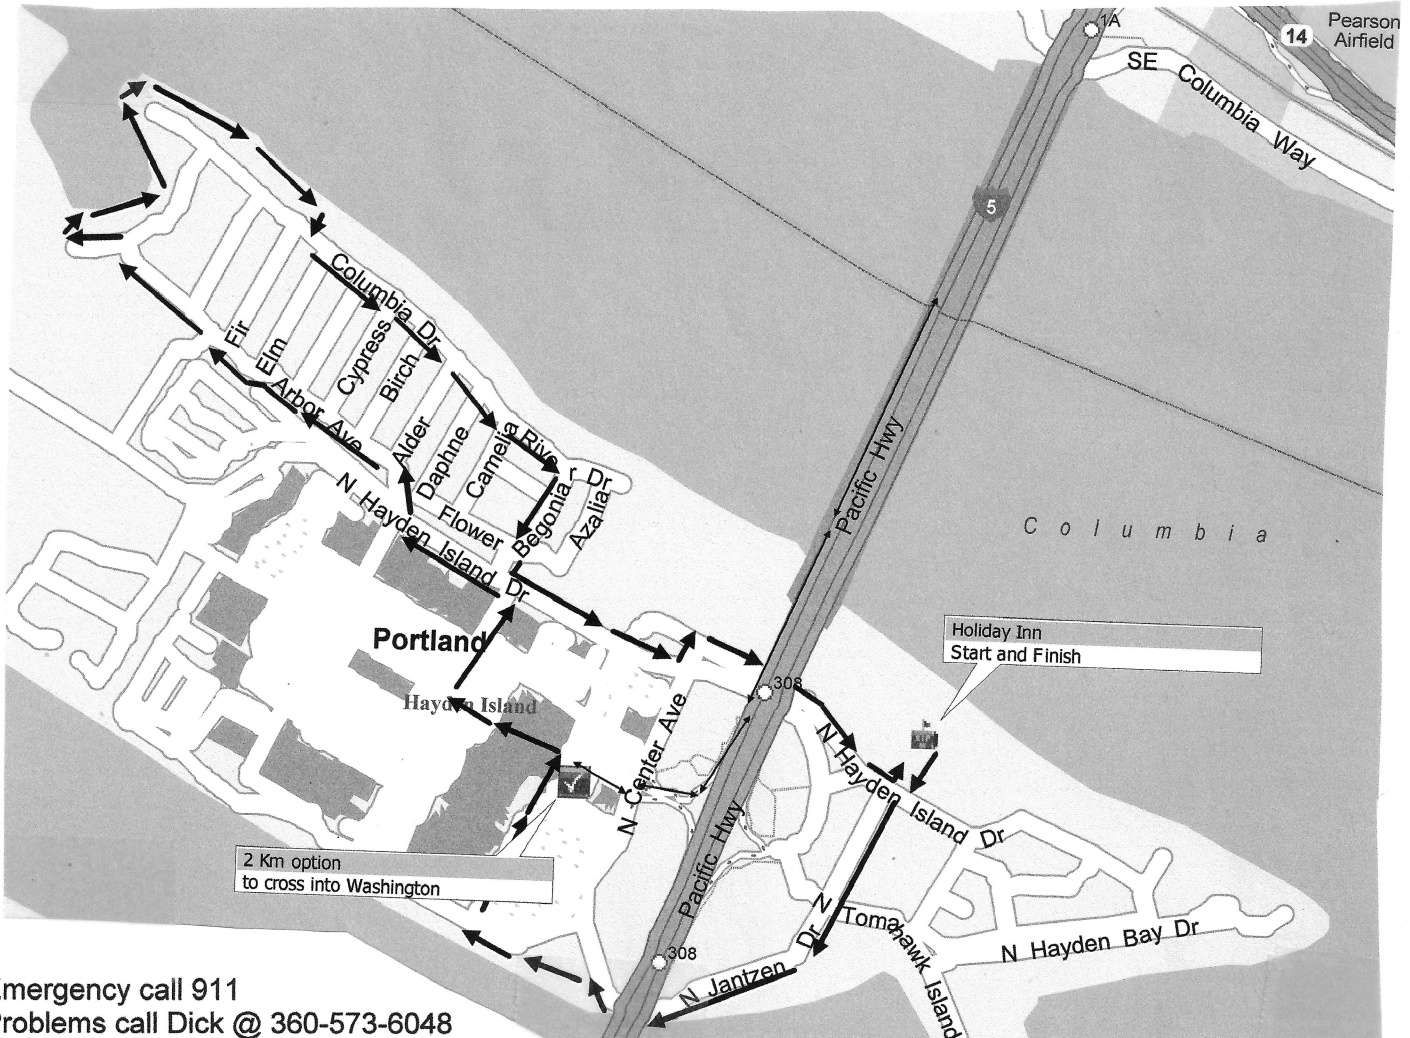 1A
14
Pearson
Airfield
SE Columbia Way
5
Columbia River Dr
Fir
Elm
Cypress
Birch
Arbor Ave
Alder
Daphne
Camelia
Begonia
Azalia
Flower
N Hayden Island Dr
Pacific Hwy
Columbia
Portland
Hayden Island
Holiday Inn
Start and Finish
308
N Center Ave
N Hayden Island Dr
Pacific Hwy
2 Km option
to cross into Washington
N Tomahawk Island
N Hayden Bay Dr
308
N Jantzen Dr
Emergency call 911
Problems call Dick @ 360-573-6048